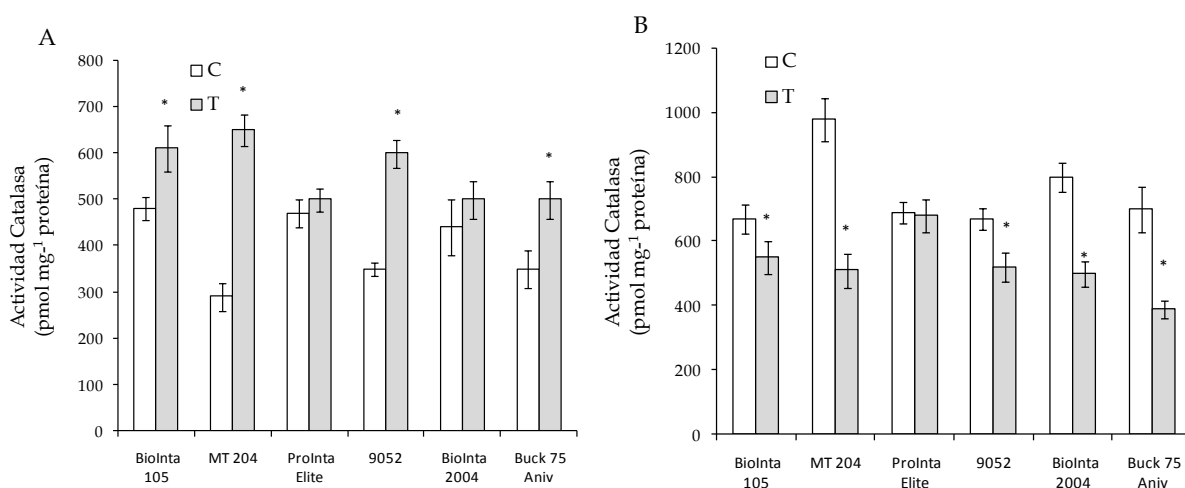 A
800
700
600
500
400
300
200
100
0
Actividad Catalasa
(pmol mg-1 proteína)
C
T
*
*
*
*
BioInta
105
MT 204
ProInta
Elite
9052
BioInta
2004
Buck 75
Aniv
B
1200
1000
800
600
400
200
0
Actividad Catalasa
(pmol mg-1 proteína)
C
T
*
*
*
*
*
BioInta
105
MT 204
ProInta
Elite
9052
BioInta
2004
Buck 75
Aniv